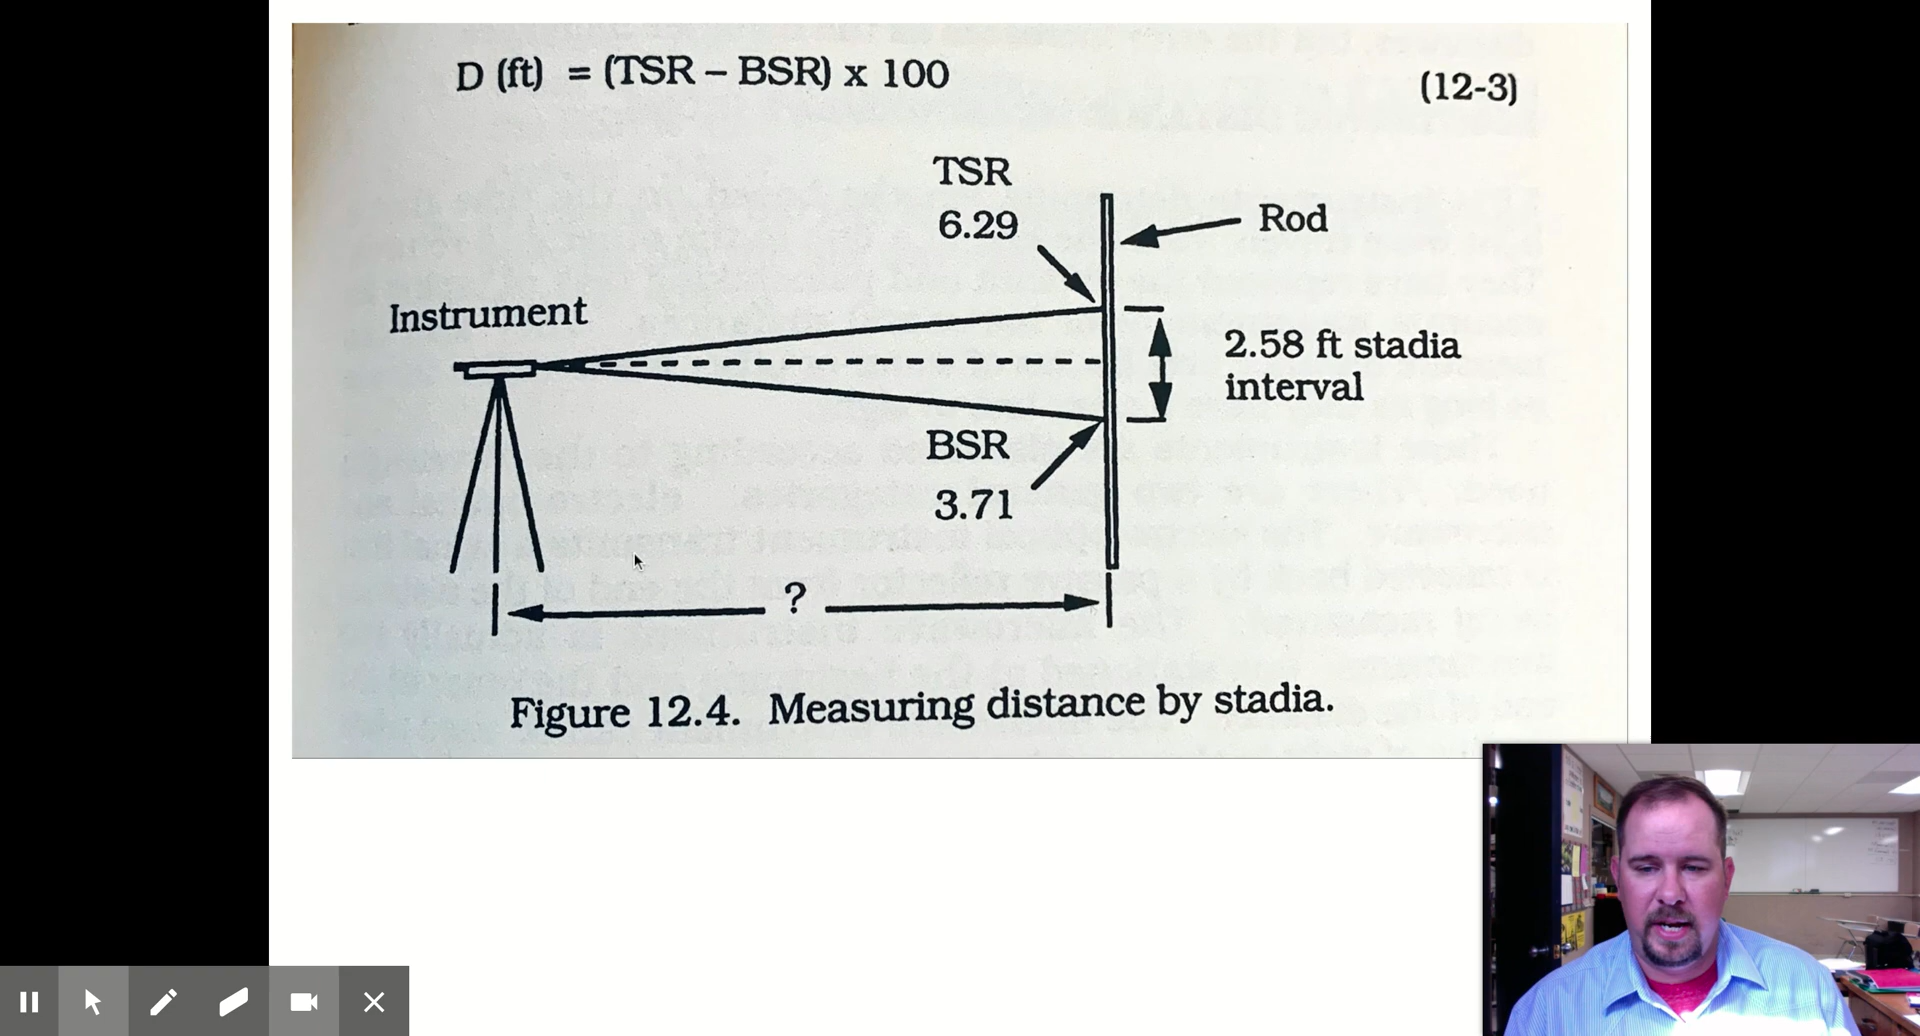 D (ft) = (TSR – BSR) x 100
(12-3)
TSR
6.29
Rod
Instrument
2.58 ft stadia
interval
BSR
3.71
?
Figure 12.4. Measuring distance by stadia.